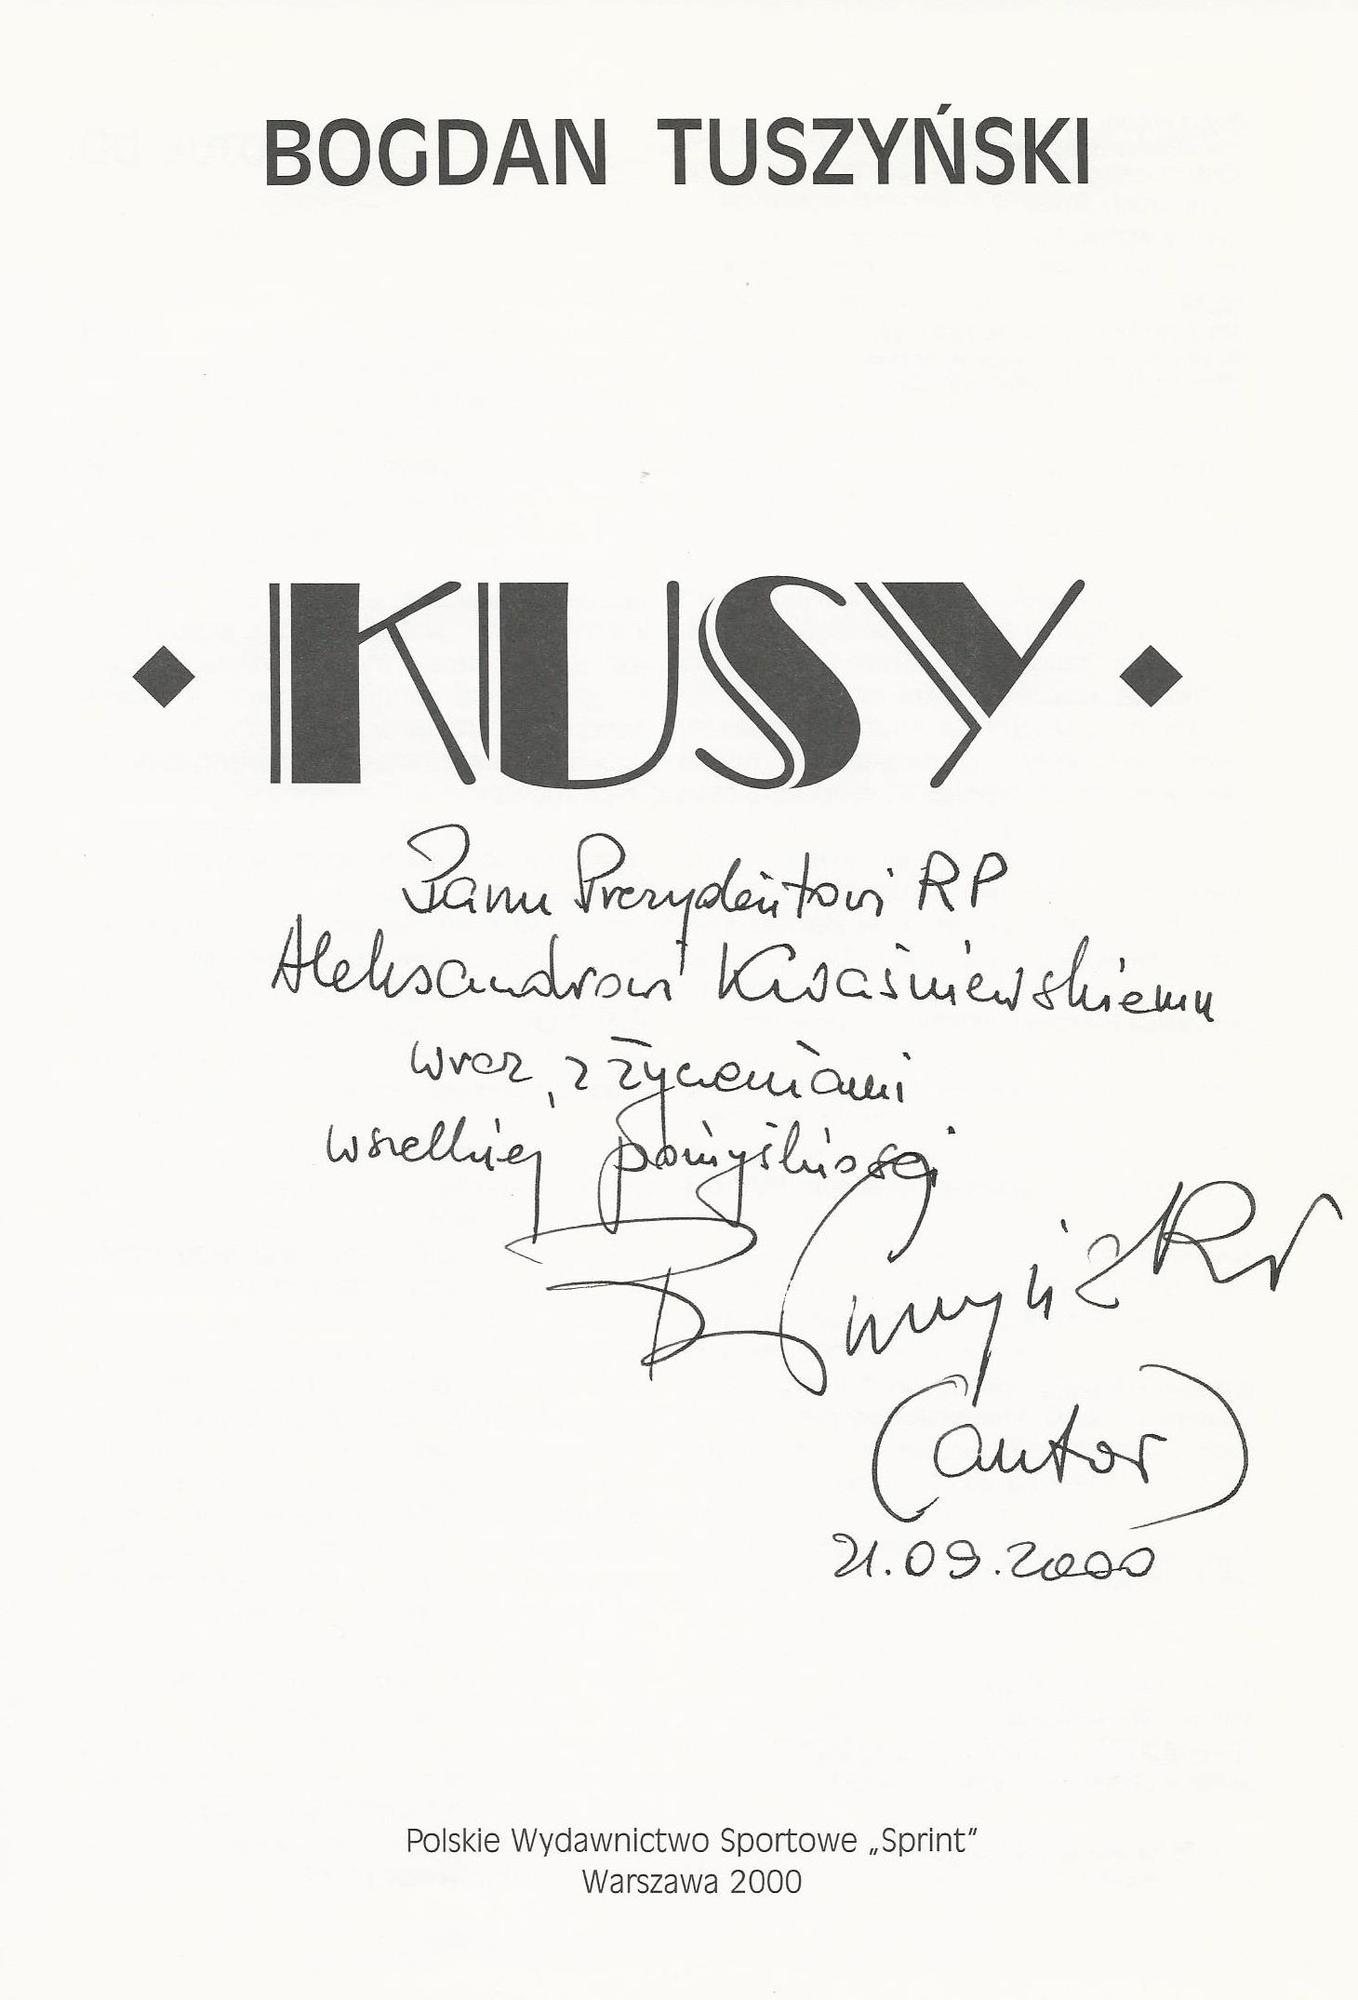 BOGDAN TUSZYŃSKI
KUSY
Panu Prezydentowi RP
Aleksandrowi Kwaśniewskiemu
wraz z życzeniami
wszelkiej pomyślności
B Tuszyński
(autor)
21.09.2000
Polskie Wydawnictwo Sportowe „Sprint”
Warszawa 2000